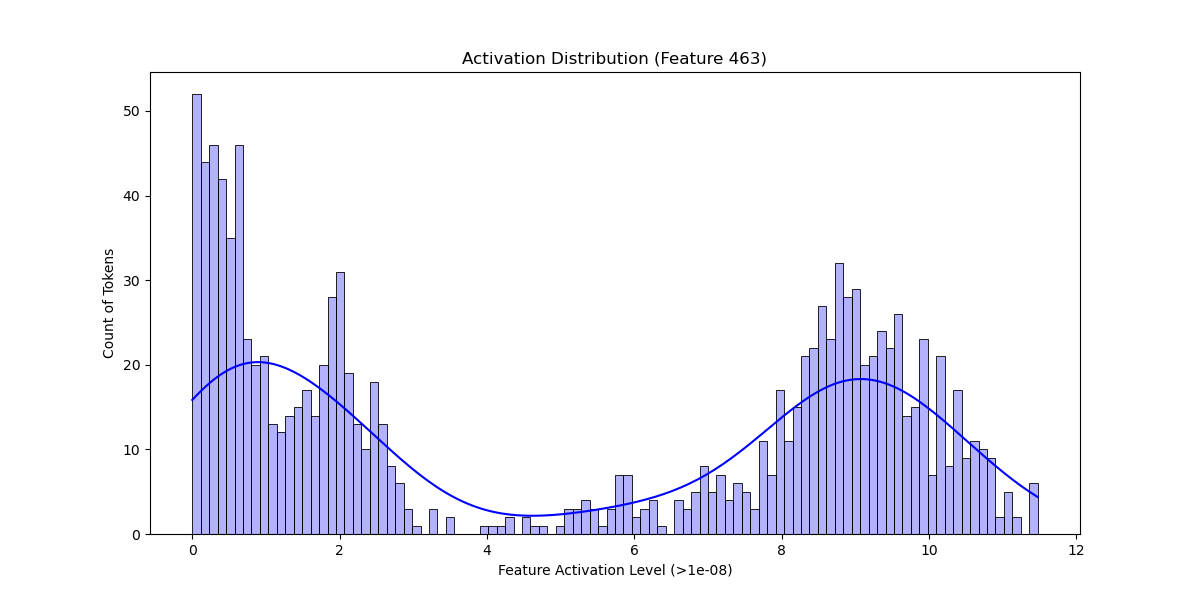 Activation Distribution (Feature 463)
Count of Tokens
50
40
30
20
10
0
0 2 4 6 8 10 12
Feature Activation Level (>1e-08)